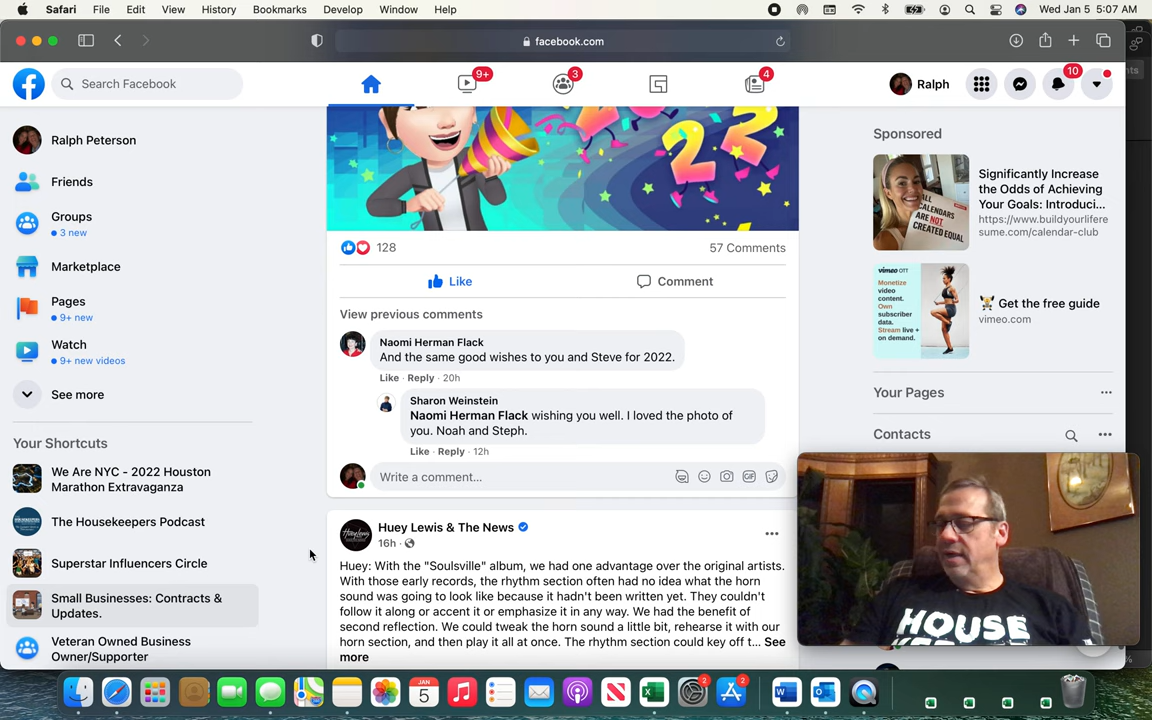 Safari File Edit View History Bookmarks Develop Window Help Wed Jan 5 5:07 AM
facebook.com
Search Facebook 9+ 3 4 Ralph 10
Ralph Peterson
Friends
Groups
3 new
Marketplace
Pages
9+ new
Watch
9+ new videos
See more
Your Shortcuts
We Are NYC - 2022 Houston
Marathon Extravaganza
The Housekeepers Podcast
Superstar Influencers Circle
Small Businesses: Contracts &
Updates.
Veteran Owned Business
Owner/Supporter
22
128 57 Comments
Like Comment
View previous comments
Naomi Herman Flack
And the same good wishes to you and Steve for 2022.
Like · Reply · 20h
Sharon Weinstein
Naomi Herman Flack wishing you well. I loved the photo of
you. Noah and Steph.
Like · Reply · 12h
Write a comment... GIF
Huey Lewis & The News
16h ·
Huey: With the "Soulsville" album, we had one advantage over the original artists.
With those early records, the rhythm section often had no idea what the horn
sound was going to look like because it hadn't been written yet. They couldn't
follow it along or accent it or emphasize it in any way. We had the benefit of
second reflection. We could tweak the horn sound a little bit, rehearse it with our
horn section, and then play it all at once. The rhythm section could key off t... See
more
Sponsored
ALL
CALENDARS
ARE NOT
CREATED EQUAL
Significantly Increase
the Odds of Achieving
Your Goals: Introduci...
https://www.buildyourlifere
sume.com/calendar-club
vimeo OTT
Monetize
video
content.
Own
subscriber
data.
Stream live +
on demand.
Get the free guide
vimeo.com
Your Pages
Contacts
HOUSE
JAN
5
2
2